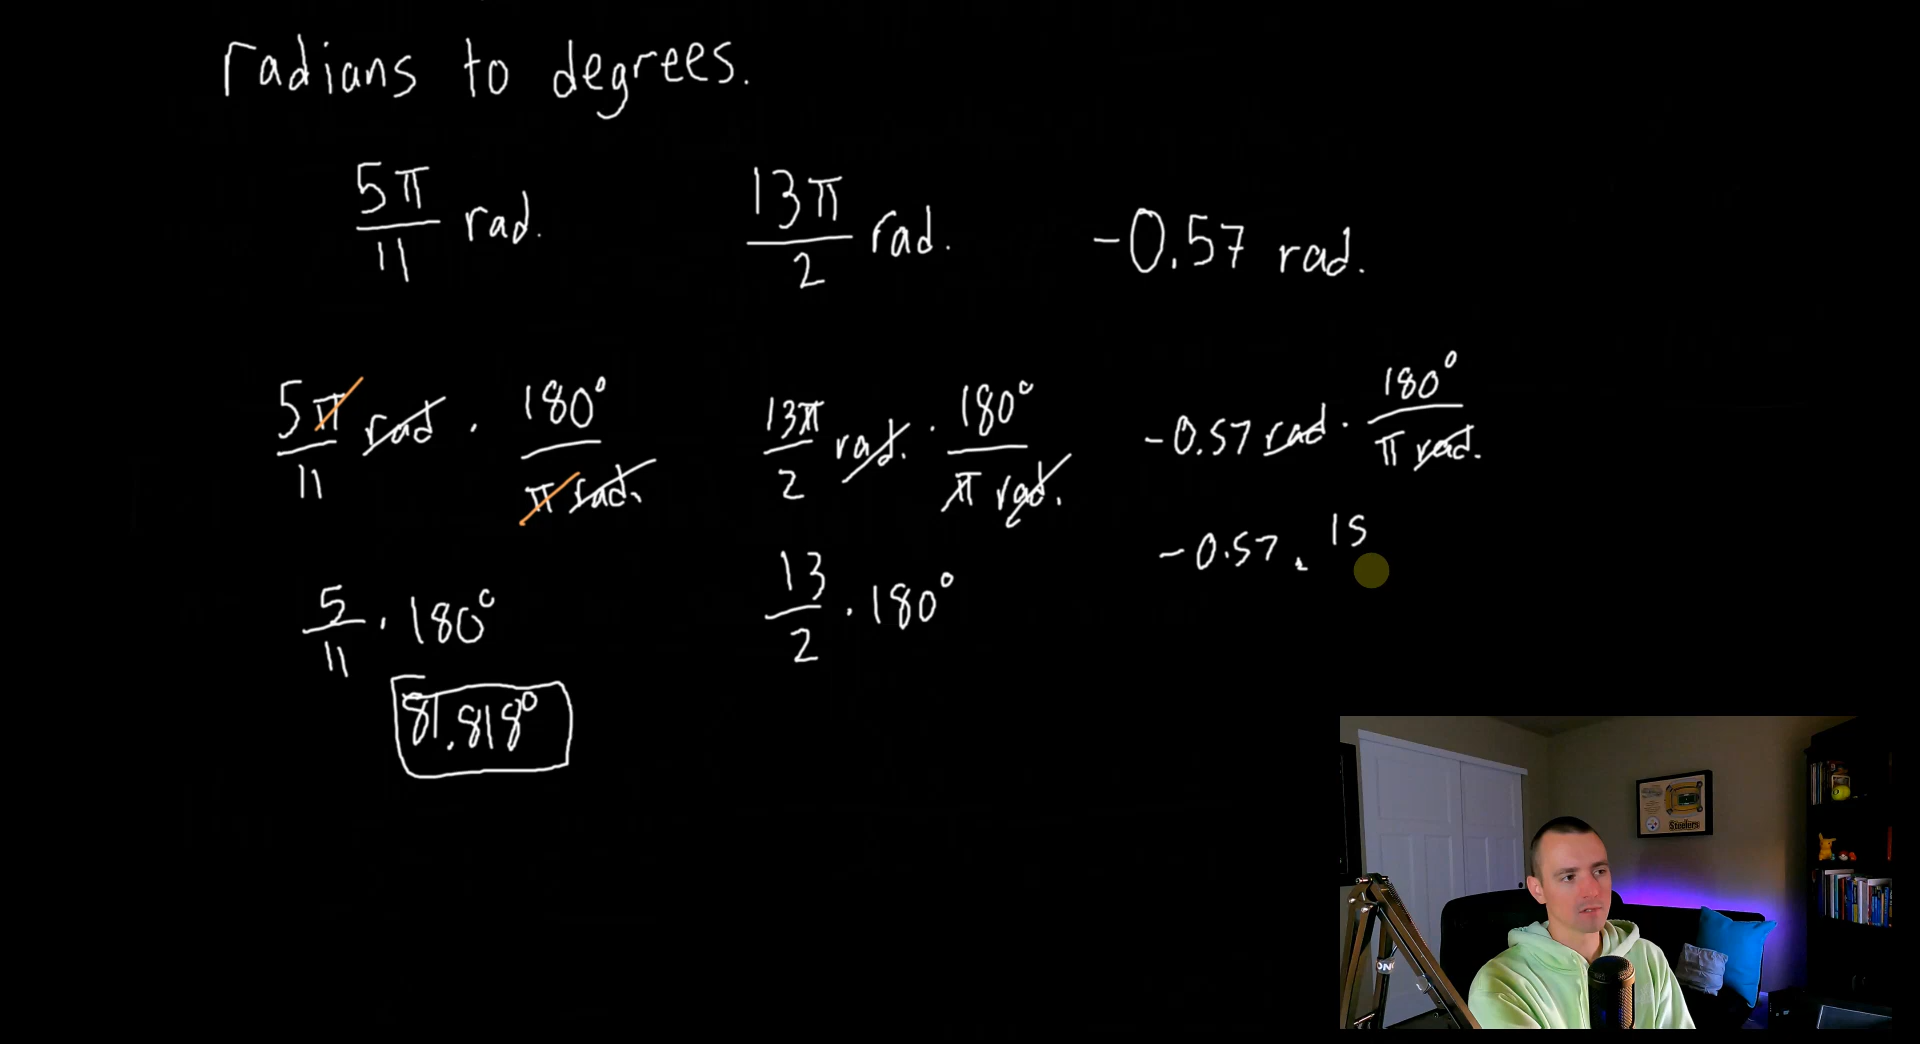 radians to degrees.
5π/11 rad.
13π/2 rad.
-0.57 rad.
5π/11 rad · 180°/π rad.
13π/2 rad. · 180°/π rad.
-0.57 rad · 180°/π rad.
5/11 · 180°
13/2 · 180°
-0.57 .
81.818°
Steelers